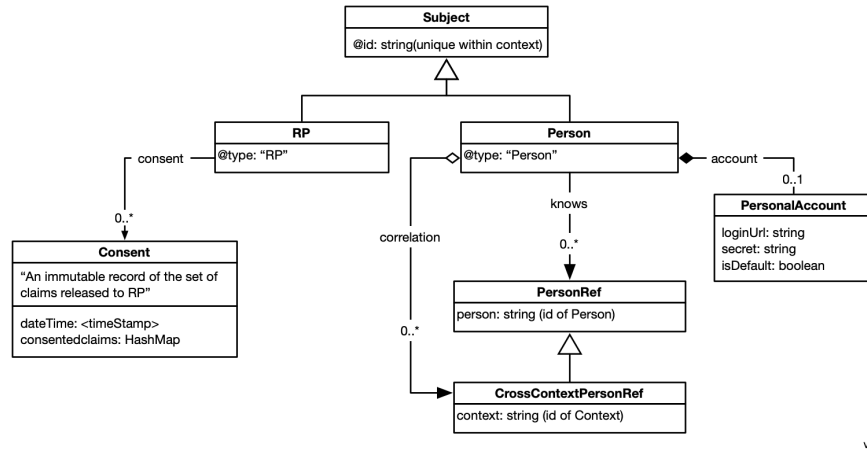 Subject
@id: string(unique within context)
RP
@type: “RP”
Person
@type: “Person”
consent
account
0..1
knows
PersonalAccount
loginUrl: string
secret: string
isDefault: boolean
0..*
correlation
0..*
Consent
“An immutable record of the set of
claims released to RP”
dateTime: <timeStamp>
consentedclaims: HashMap
PersonRef
person: string (id of Person)
0..*
CrossContextPersonRef
context: string (id of Context)
v